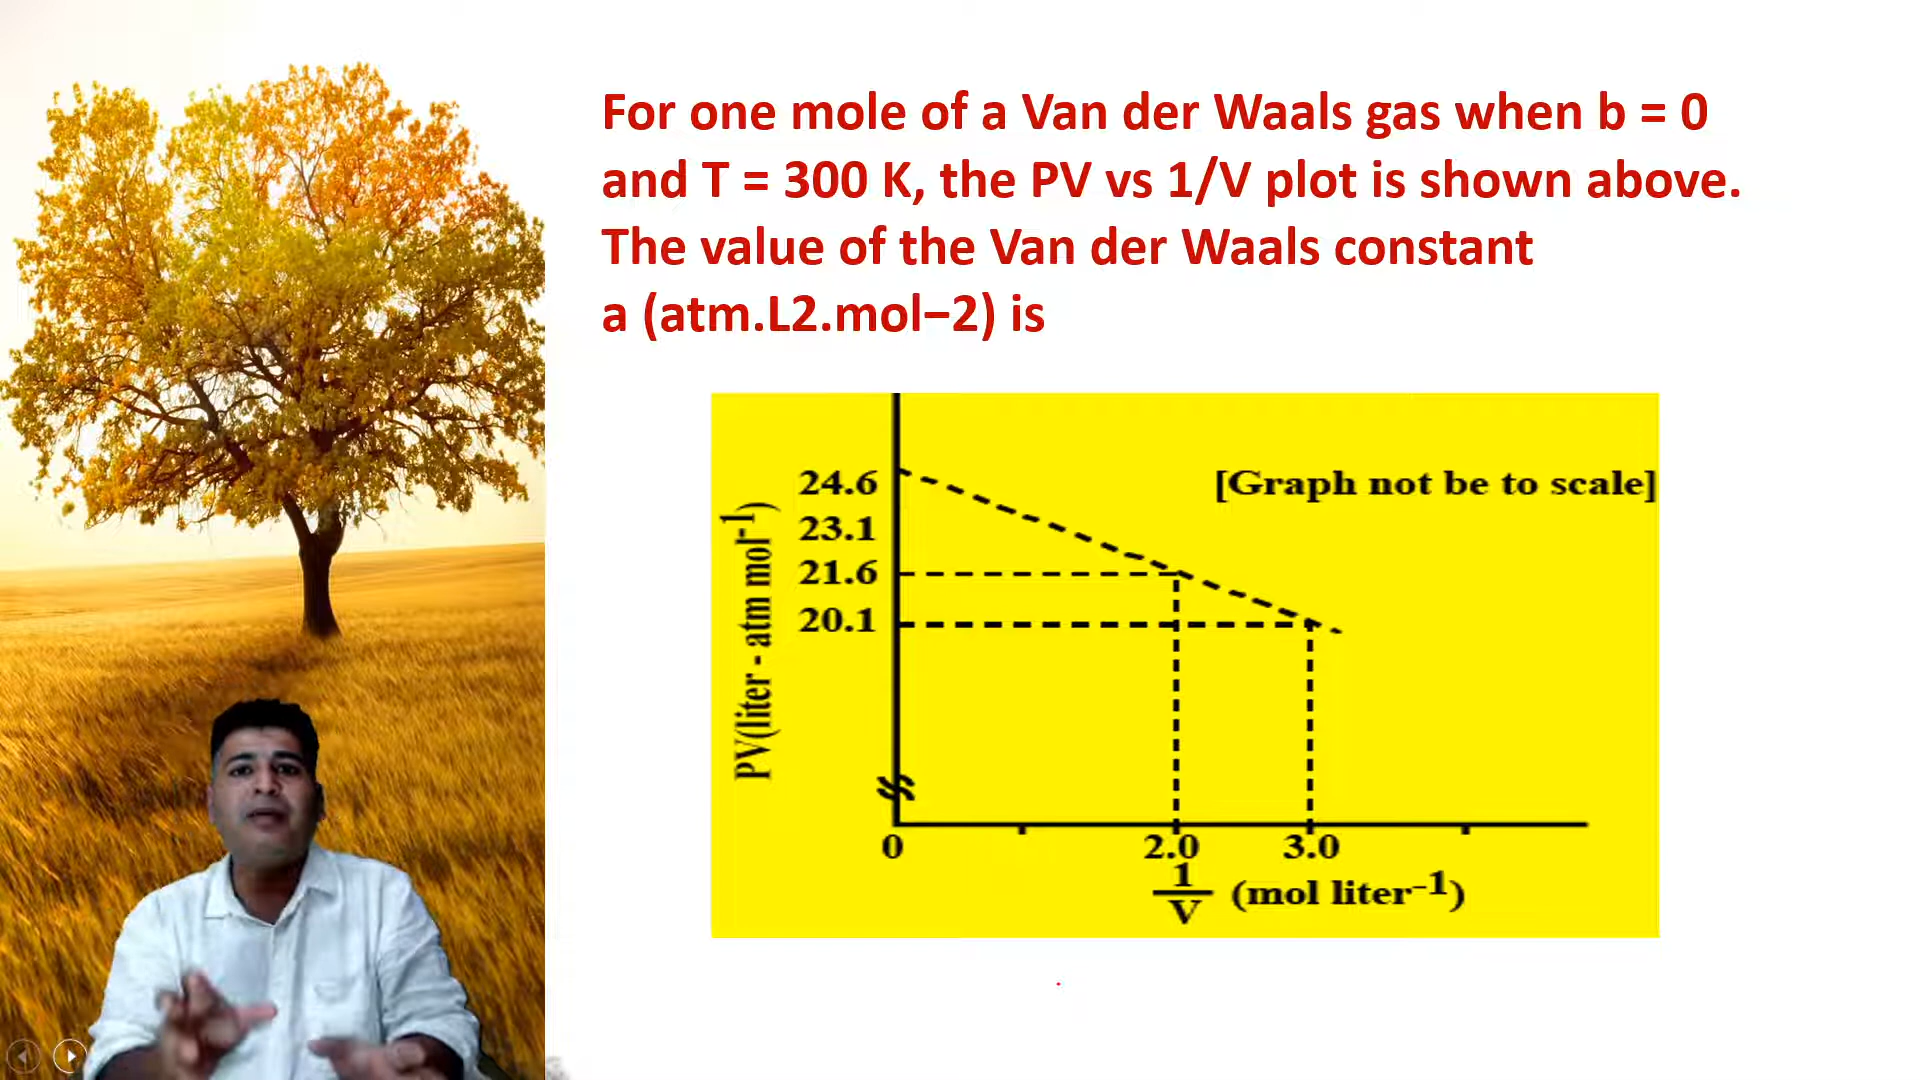 For one mole of a Van der Waals gas when b = 0
and T = 300 K, the PV vs 1/V plot is shown above.
The value of the Van der Waals constant
a (atm.L2.mol−2) is
[Graph not be to scale]
24.6
23.1
21.6
20.1
PV(liter - atm mol⁻¹)
0 2.0 3.0
1/V (mol liter⁻¹)